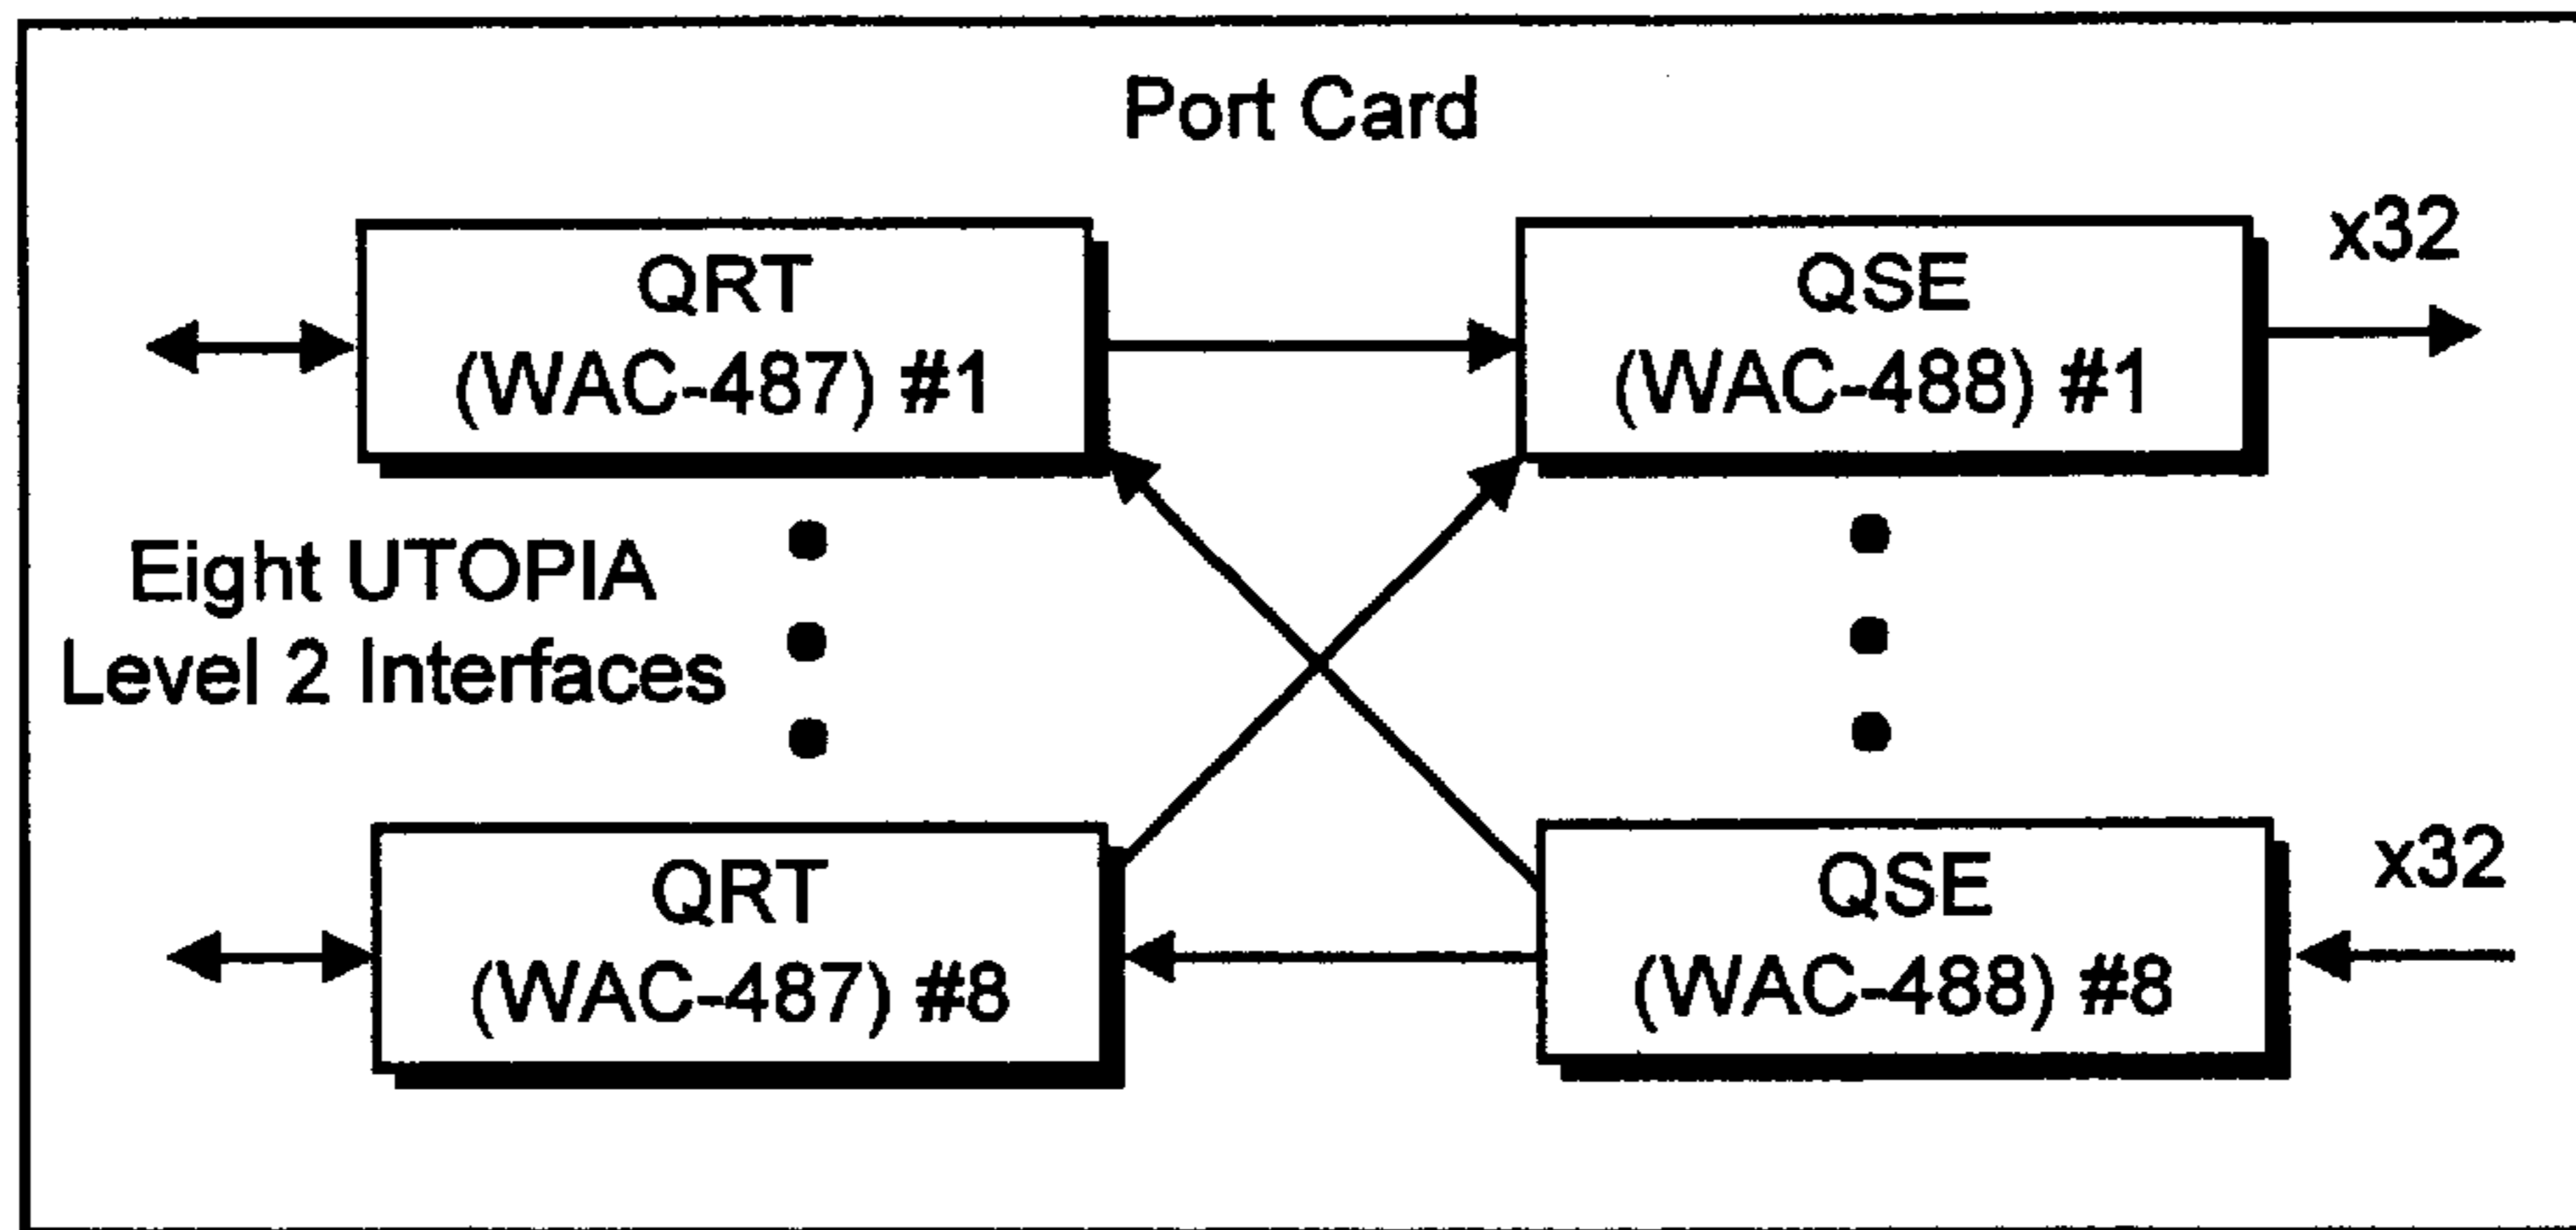 Port Card
QRT
(WAC-487) #1
QSE
(WAC-488) #1
x32
Eight UTOPIA
Level 2 Interfaces
QRT
(WAC-487) #8
QSE
(WAC-488) #8
x32